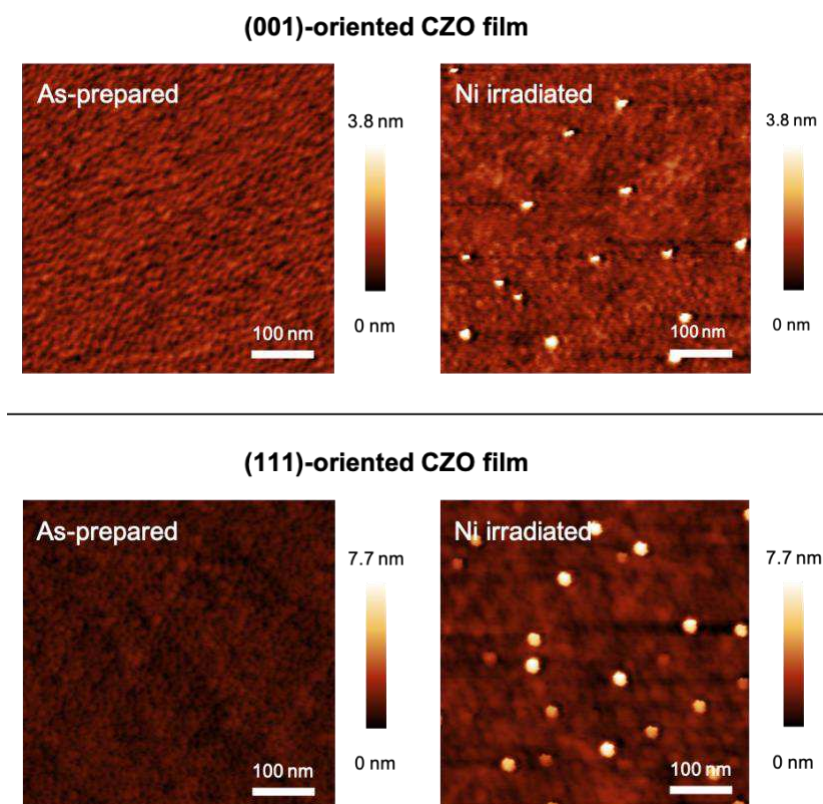 (001)-oriented CZO film
As-prepared
3.8 nm
0 nm
100 nm
Ni irradiated
3.8 nm
0 nm
100 nm
(111)-oriented CZO film
As-prepared
7.7 nm
0 nm
100 nm
Ni irradiated
7.7 nm
0 nm
100 nm